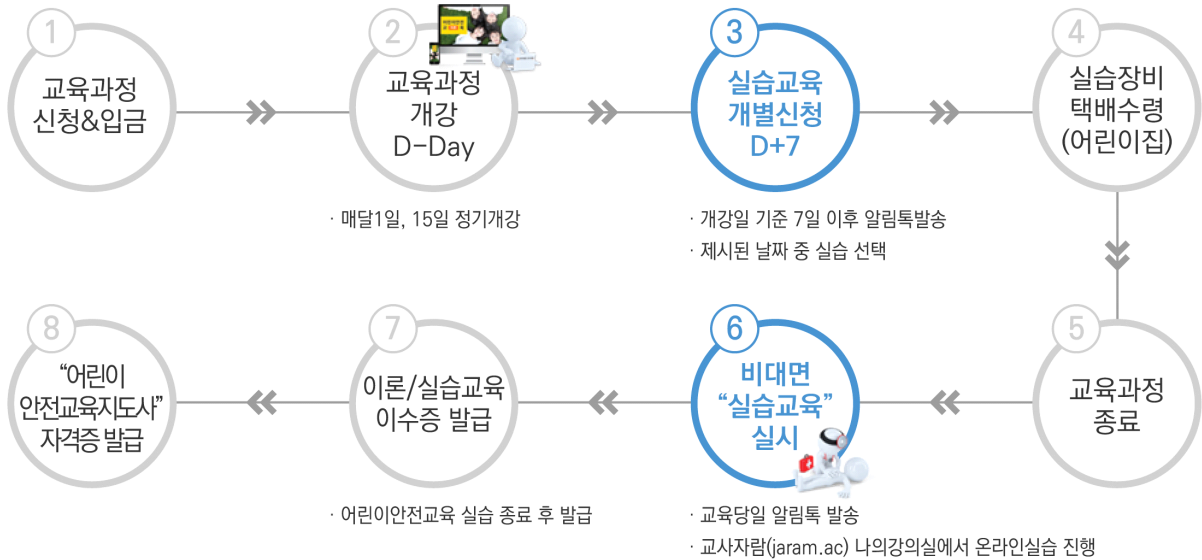 1
교육과정
신청&입금
2
교육과정
개강
D-Day
· 매달1일, 15일 정기개강
3
실습교육
개별신청
D+7
· 개강일 기준 7일 이후 알림톡발송
· 제시된 날짜 중 실습 선택
4
실습장비
택배수령
(어린이집)
5
교육과정
종료
6
비대면
“실습교육”
실시
· 교육당일 알림톡 발송
· 교사자람(jaram.ac) 나의강의실에서 온라인실습 진행
7
이론/실습교육
이수증 발급
· 어린이안전교육 실습 종료 후 발급
8
“어린이
안전교육지도사”
자격증 발급